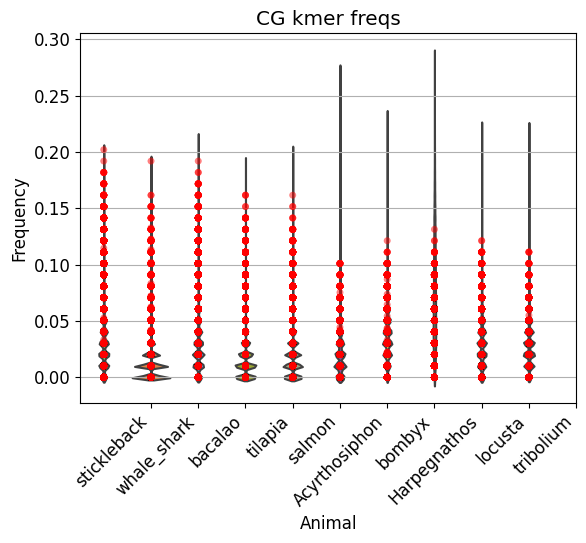 CG kmer freqs
0.30
0.25
0.20
0.15
0.10
0.05
0.00
Frequency
stickleback
whale_shark
bacalao
tilapia
salmon
Acyrthosiphon
bombyx
Harpegnathos
locusta
tribolium
Animal